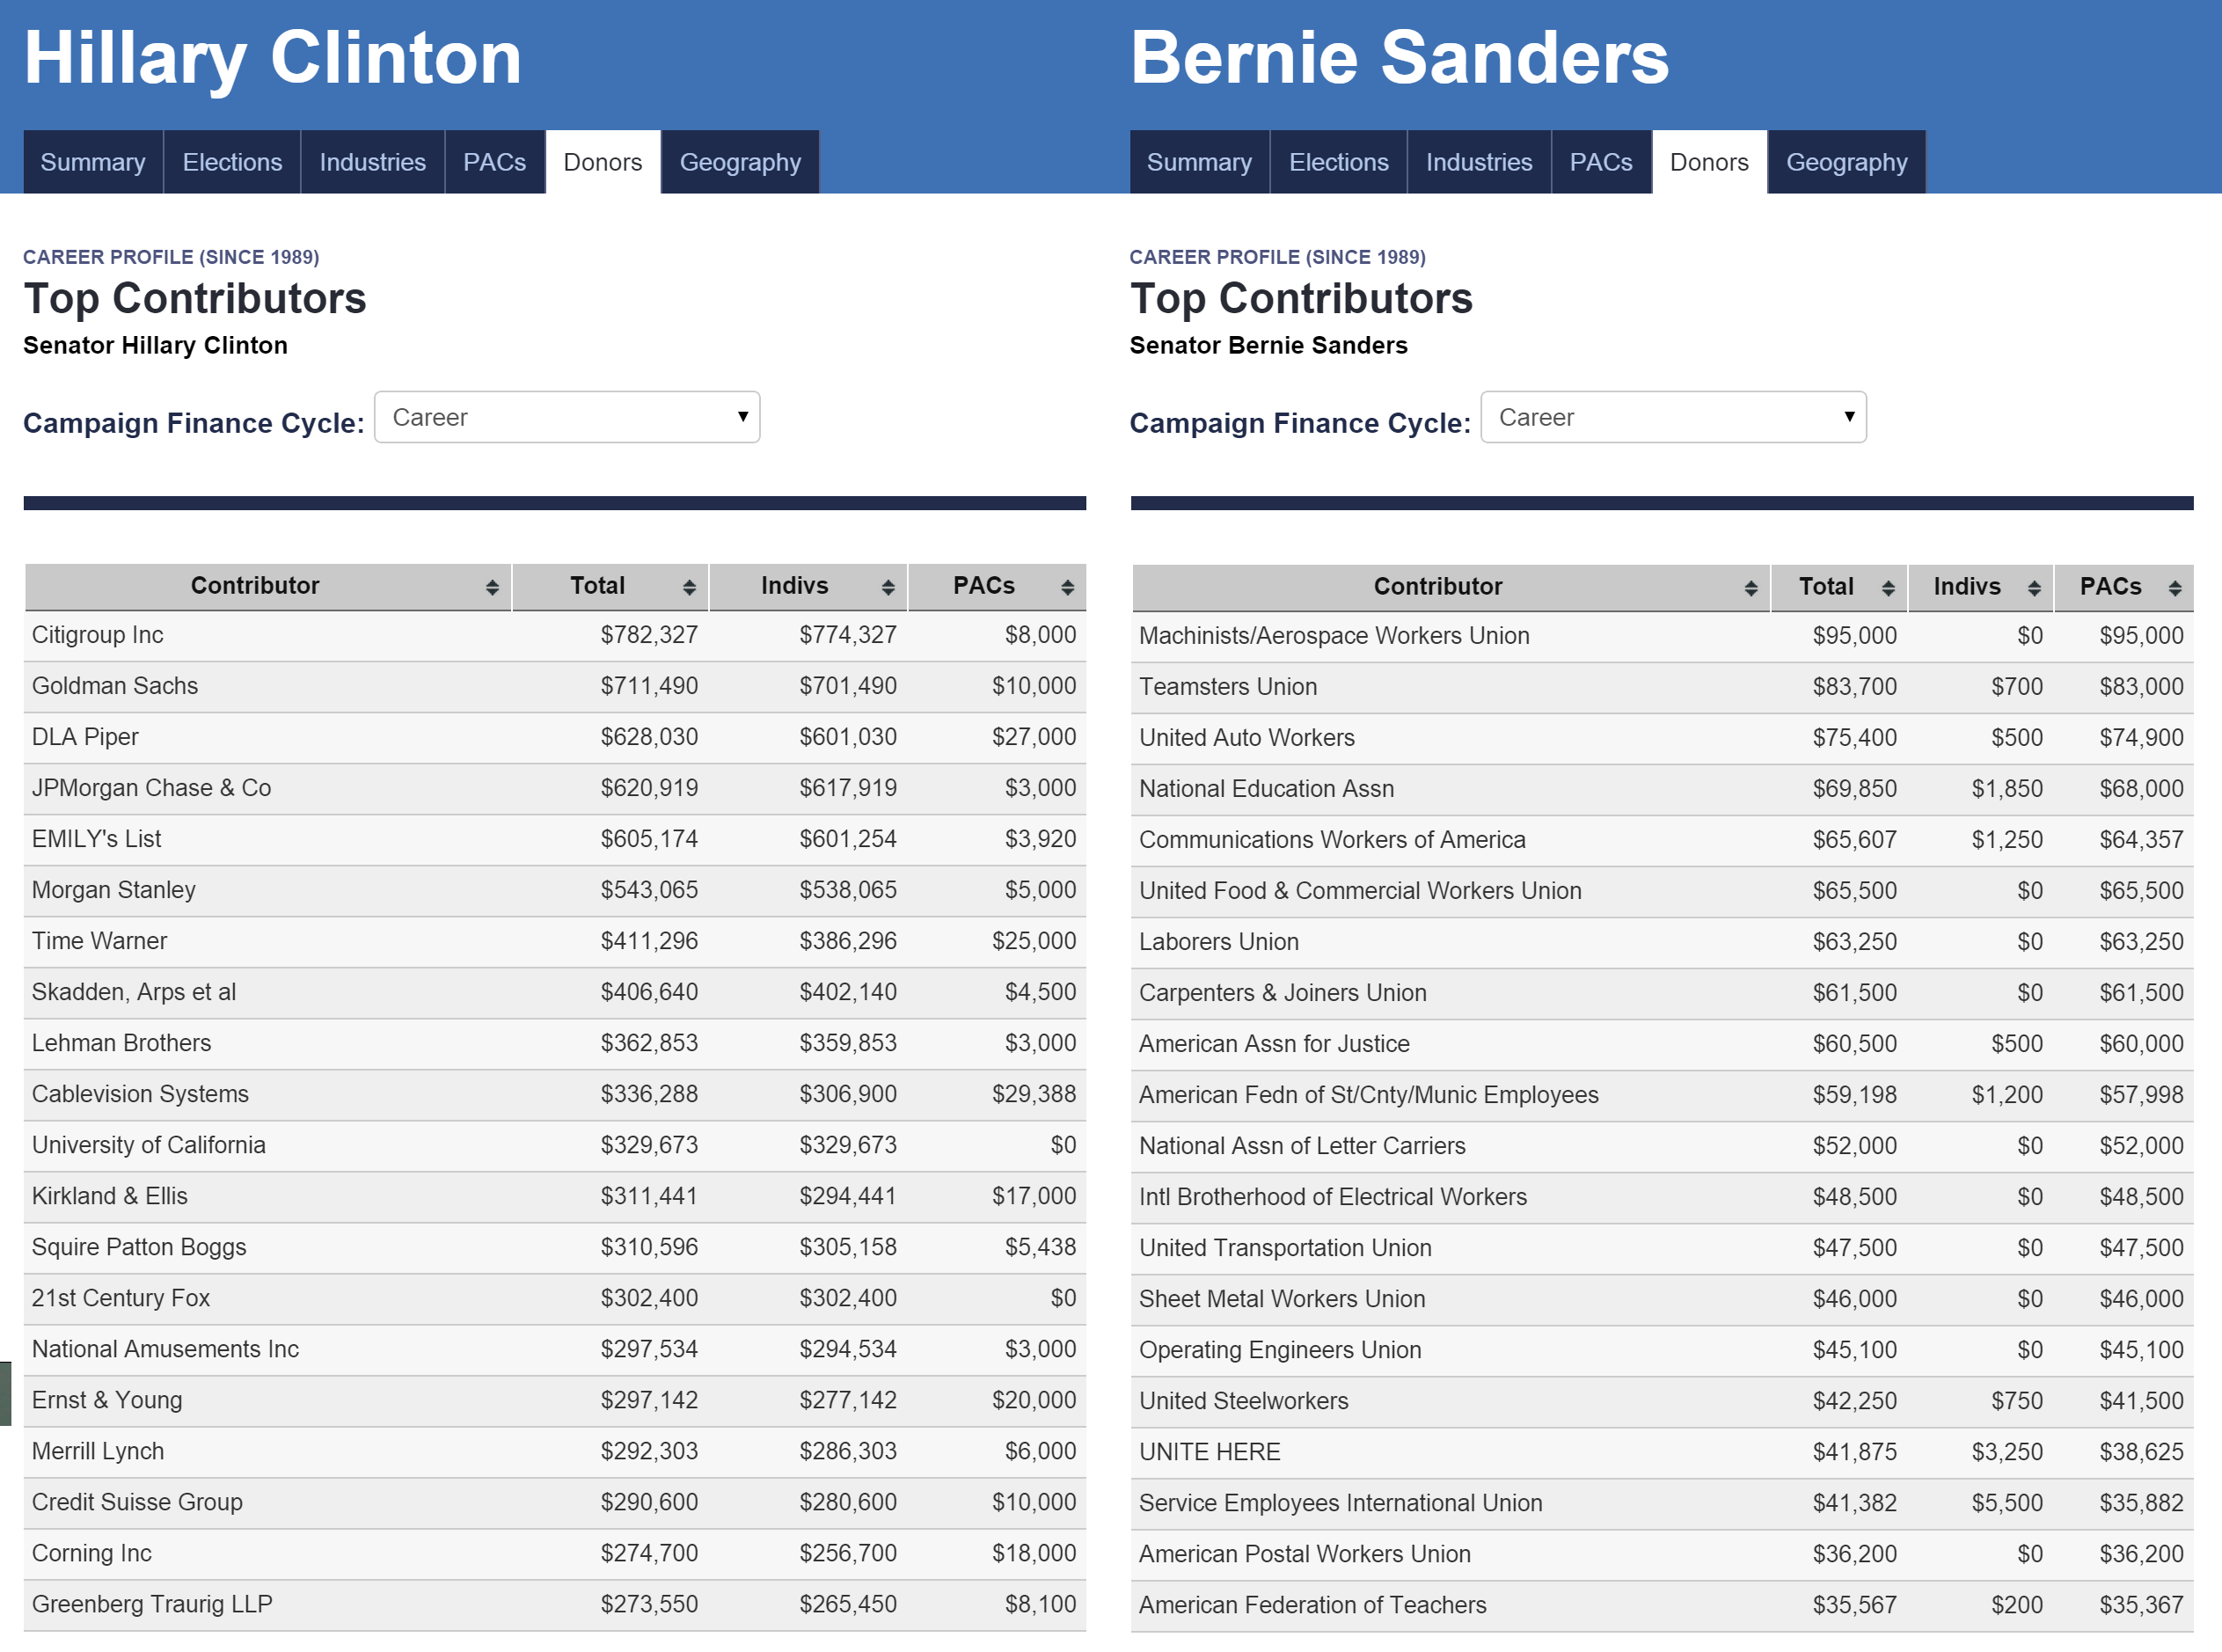 Hillary Clinton
Summary Elections Industries PACs Donors Geography
CAREER PROFILE (SINCE 1989)
Top Contributors
Senator Hillary Clinton
Campaign Finance Cycle: Career
Contributor Total Indivs PACs
Citigroup Inc $782,327 $774,327 $8,000
Goldman Sachs $711,490 $701,490 $10,000
DLA Piper $628,030 $601,030 $27,000
JPMorgan Chase & Co $620,919 $617,919 $3,000
EMILY's List $605,174 $601,254 $3,920
Morgan Stanley $543,065 $538,065 $5,000
Time Warner $411,296 $386,296 $25,000
Skadden, Arps et al $406,640 $402,140 $4,500
Lehman Brothers $362,853 $359,853 $3,000
Cablevision Systems $336,288 $306,900 $29,388
University of California $329,673 $329,673 $0
Kirkland & Ellis $311,441 $294,441 $17,000
Squire Patton Boggs $310,596 $305,158 $5,438
21st Century Fox $302,400 $302,400 $0
National Amusements Inc $297,534 $294,534 $3,000
Ernst & Young $297,142 $277,142 $20,000
Merrill Lynch $292,303 $286,303 $6,000
Credit Suisse Group $290,600 $280,600 $10,000
Corning Inc $274,700 $256,700 $18,000
Greenberg Traurig LLP $273,550 $265,450 $8,100
Bernie Sanders
Summary Elections Industries PACs Donors Geography
CAREER PROFILE (SINCE 1989)
Top Contributors
Senator Bernie Sanders
Campaign Finance Cycle: Career
Contributor Total Indivs PACs
Machinists/Aerospace Workers Union $95,000 $0 $95,000
Teamsters Union $83,700 $700 $83,000
United Auto Workers $75,400 $500 $74,900
National Education Assn $69,850 $1,850 $68,000
Communications Workers of America $65,607 $1,250 $64,357
United Food & Commercial Workers Union $65,500 $0 $65,500
Laborers Union $63,250 $0 $63,250
Carpenters & Joiners Union $61,500 $0 $61,500
American Assn for Justice $60,500 $500 $60,000
American Fedn of St/Cnty/Munic Employees $59,198 $1,200 $57,998
National Assn of Letter Carriers $52,000 $0 $52,000
Intl Brotherhood of Electrical Workers $48,500 $0 $48,500
United Transportation Union $47,500 $0 $47,500
Sheet Metal Workers Union $46,000 $0 $46,000
Operating Engineers Union $45,100 $0 $45,100
United Steelworkers $42,250 $750 $41,500
UNITE HERE $41,875 $3,250 $38,625
Service Employees International Union $41,382 $5,500 $35,882
American Postal Workers Union $36,200 $0 $36,200
American Federation of Teachers $35,567 $200 $35,367